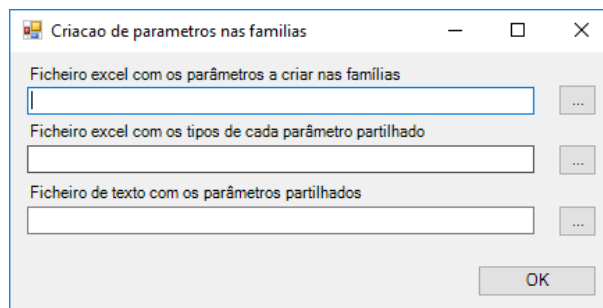 Criacao de parametros nas familias
Ficheiro excel com os parâmetros a criar nas famílias
...
Ficheiro excel com os tipos de cada parâmetro partilhado
...
Ficheiro de texto com os parâmetros partilhados
...
OK